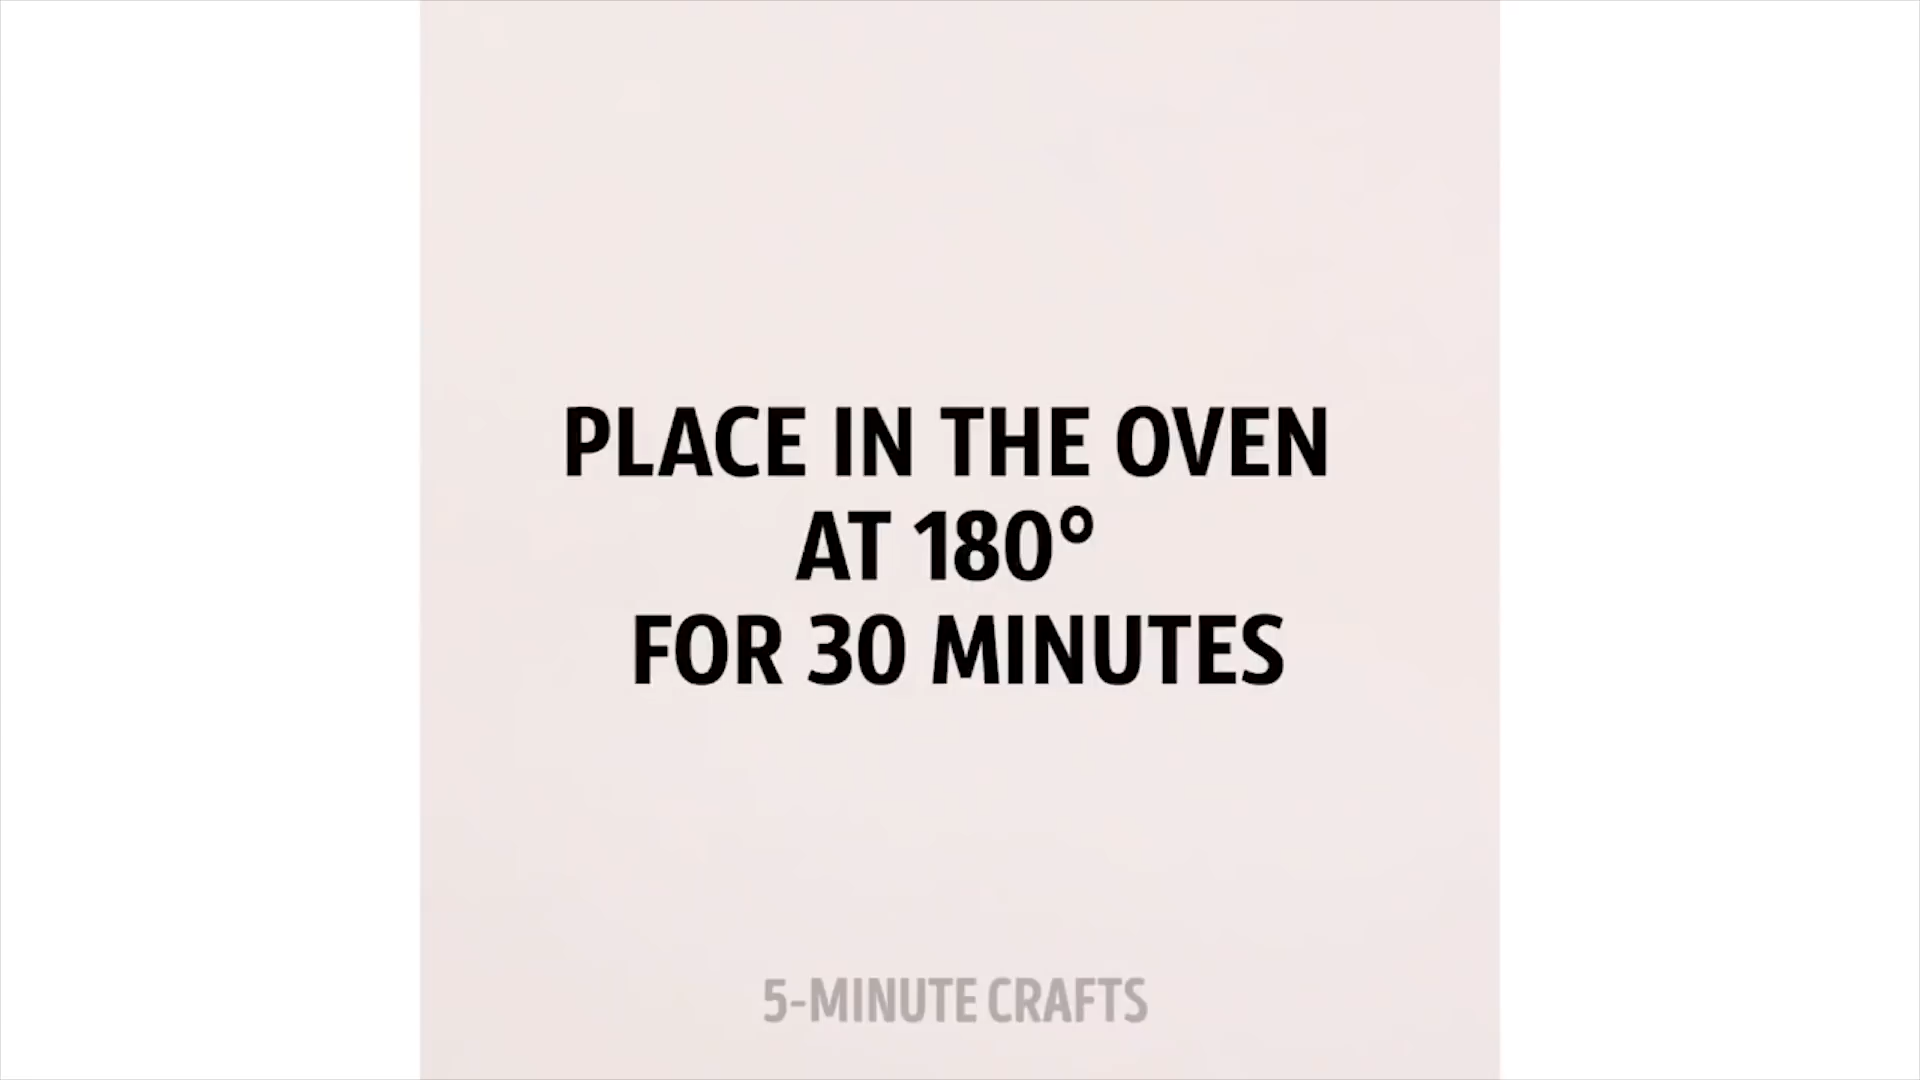 PLACE IN THE OVEN
AT 180°
FOR 30 MINUTES
5-MINUTE CRAFTS